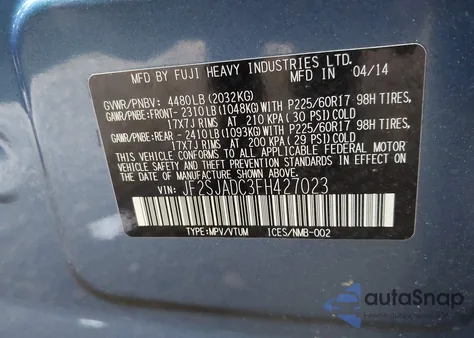 MFD BY FUJI HEAVY INDUSTRIES LTD. IN 04/14
GVWR/PNBV: 4480LB (2032KG)
GAWR/PNBE:FRONT- 2310LB(1048KG)WITH P225/60R17 98H TIRES,
17X7J RIMS AT 210 KPA ( 30 PSI) COLD
GAWR/PNBE:REAR -2410LB(1093KG)WITH P225/60R17 98H TIRES,
17X7J RIMS AT 200 KPA ( 29 PSI) COLD
THIS VEHICLE CONFORMS TO ALL APPLICABLE FEDERAL MOTOR
VEHICLE SAFETY STANDARDS IN EFFECT ON THE
DATE OF MANUFACTURE SHOWN ABOVE.
VIN: JF2SJADC3FH427023
TYPE:MPV/VTUM ICES/NMB-002
autoSnap